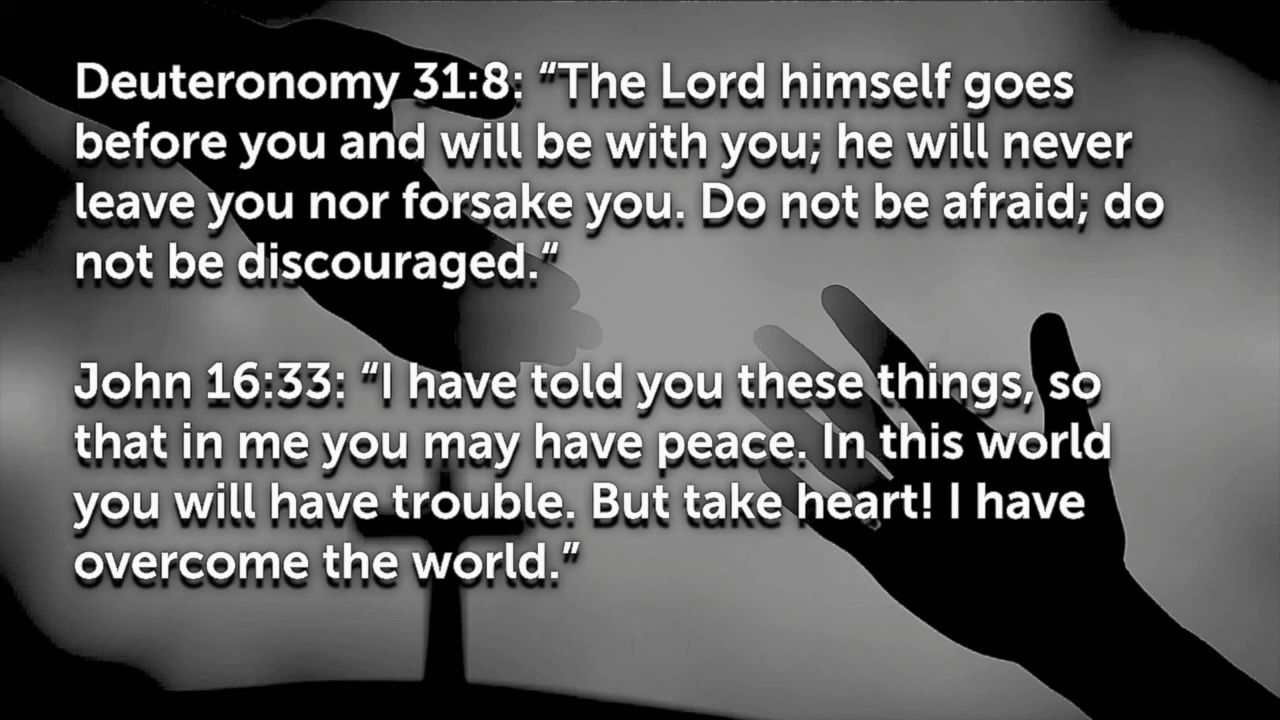 Deuteronomy 31:8: “The Lord himself goes
before you and will be with you; he will never
leave you nor forsake you. Do not be afraid; do
not be discouraged.“
John 16:33: “I have told you these things, so
that in me you may have peace. In this world
you will have trouble. But take heart! I have
overcome the world.”